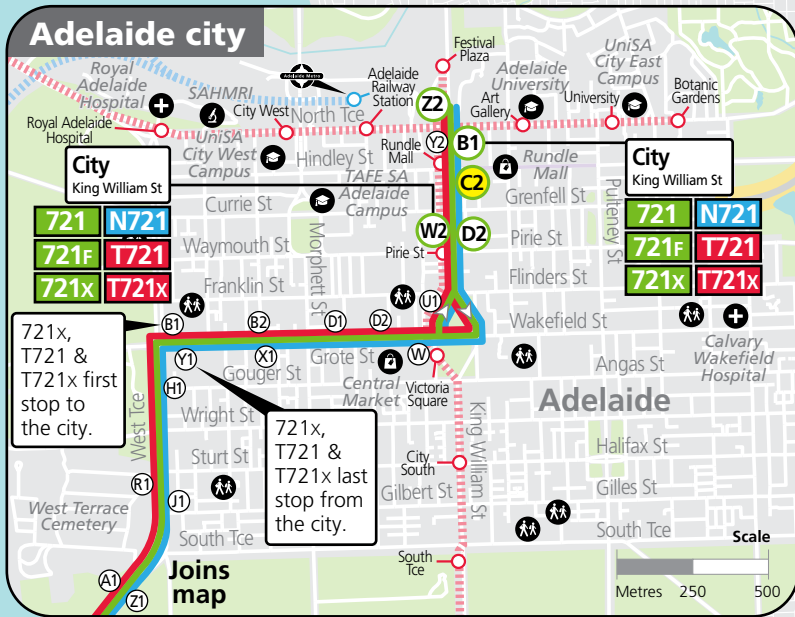 Adelaide city
Festival
Plaza
Royal
Adelaide
Hospital
SAHMRI
Adelaide Metro
Adelaide
Railway
Station
Adelaide
University
UniSA
City East
Campus
Botanic
Gardens
Z2
Royal Adelaide
Hospital
City West
North Tce
Art
Gallery
University
UniSA
City West
Campus
Hindley St
Y2
Rundle
Mall
B1
Rundle
Mall
City
King William St
City
King William St
TAFE SA
Adelaide
Campus
C2
Grenfell St
Pulteney St
721
N721
721F
T721
721X
T721X
Currie St
Waymouth St
Franklin St
Morphett St
W2
D2
Pirie St
Pirie St
Flinders St
721
N721
721F
T721
721X
T721X
U1
B1
B2
D1
D2
Wakefield St
721x,
T721 &
T721x first
stop to
the city.
Y1
X1
Grote St
W
Gouger St
Central
Market
Victoria
Square
Angas St
Calvary
Wakefield
Hospital
H1
West Tce
Wright St
Adelaide
721x,
T721 &
T721x last
stop from
the city.
King William St
Sturt St
City
South
Halifax St
R1
J1
Gilbert St
Gilles St
West Terrace
Cemetery
South Tce
South Tce
Scale
South
Tce
Joins
map
A1
Z1
Metres
250
500